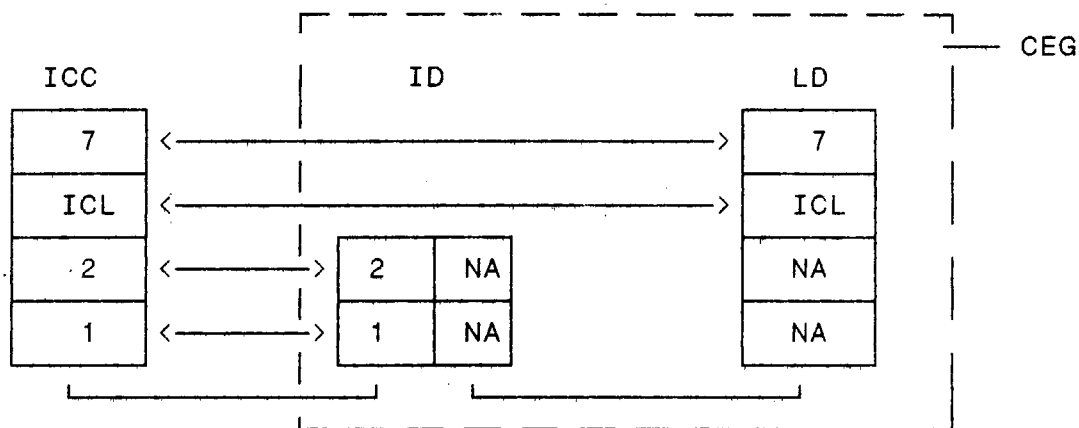 CEG
ICC ID LD
7 7
ICL ICL
2 2 NA NA
1 1 NA NA